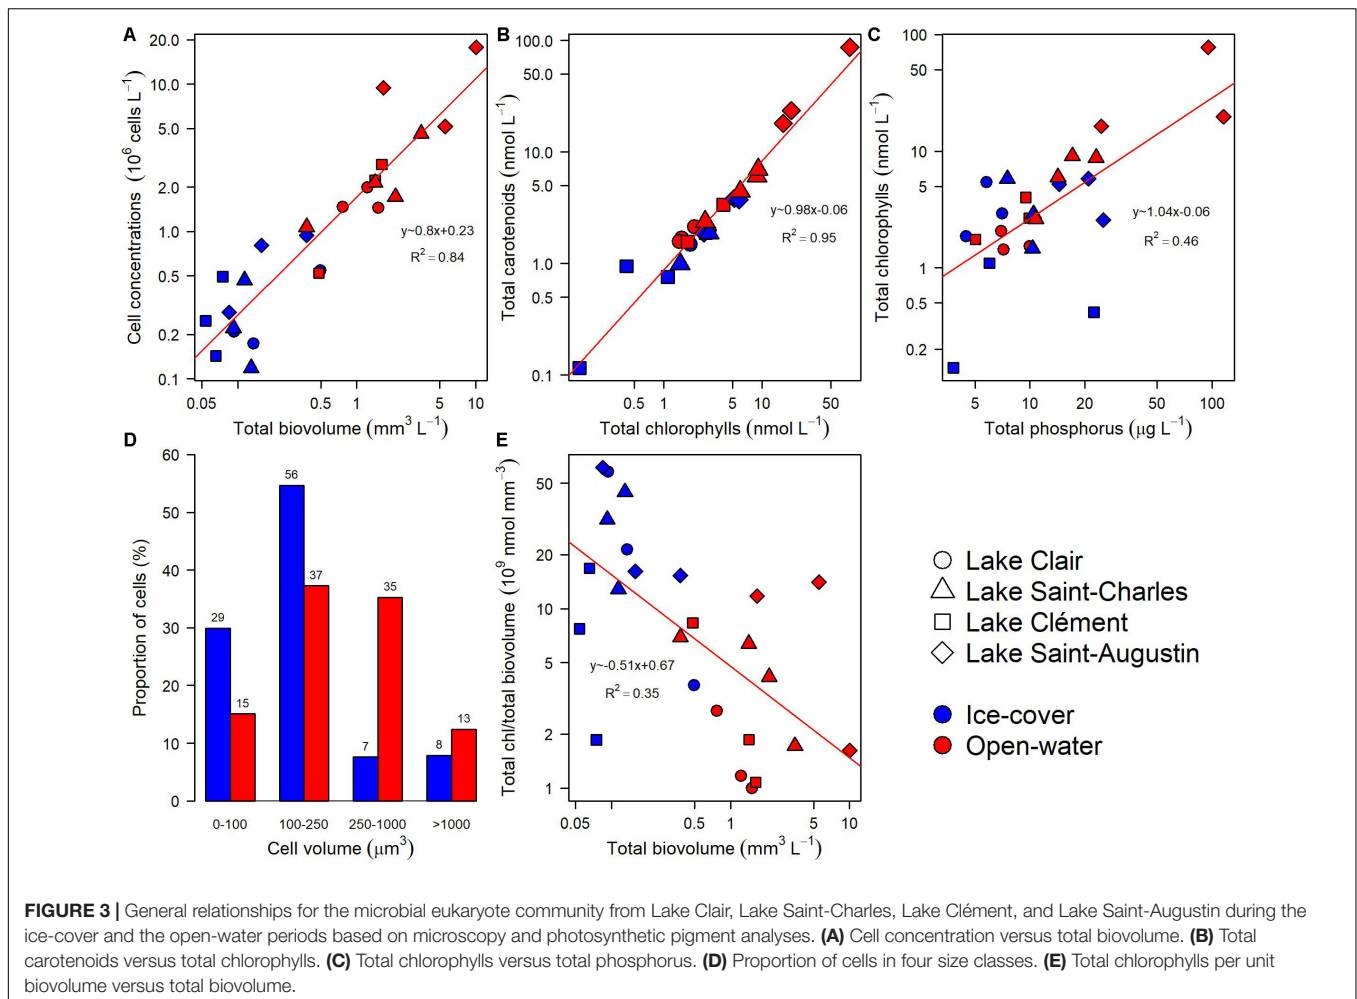 A
B
C
20.0
10.0
5.0
2.0
1.0
0.5
0.2
0.1
Cell concentrations (10⁶ cells L⁻¹)
y~0.8x+0.23
R² = 0.84
0.05
0.5
1
5
10
Total biovolume (mm³ L⁻¹)
100.0
50.0
10.0
5.0
1.0
0.5
0.1
Total carotenoids (nmol L⁻¹)
y~0.98x-0.06
R² = 0.95
0.5
1
5
10
50
Total chlorophylls (nmol L⁻¹)
100
50
10
5
1
0.5
0.2
Total chlorophylls (nmol L⁻¹)
y~1.04x-0.06
R² = 0.46
5
10
20
50
100
Total phosphorus (μg L⁻¹)
D
E
60
50
40
30
20
10
0
Proportion of cells (%)
29
15
56
37
7
35
8
13
0-100
100-250
250-1000
>1000
Cell volume (μm³)
50
20
10
5
2
1
Total chl/total biovolume (10⁹ nmol mm⁻³)
y~-0.51x+0.67
R² = 0.35
0.05
0.5
1
5
10
Total biovolume (mm³ L⁻¹)
Lake Clair
Lake Saint-Charles
Lake Clément
Lake Saint-Augustin
Ice-cover
Open-water
FIGURE 3 | General relationships for the microbial eukaryote community from Lake Clair, Lake Saint-Charles, Lake Clément, and Lake Saint-Augustin during the
ice-cover and the open-water periods based on microscopy and photosynthetic pigment analyses. (A) Cell concentration versus total biovolume. (B) Total
carotenoids versus total chlorophylls. (C) Total chlorophylls versus total phosphorus. (D) Proportion of cells in four size classes. (E) Total chlorophylls per unit
biovolume versus total biovolume.